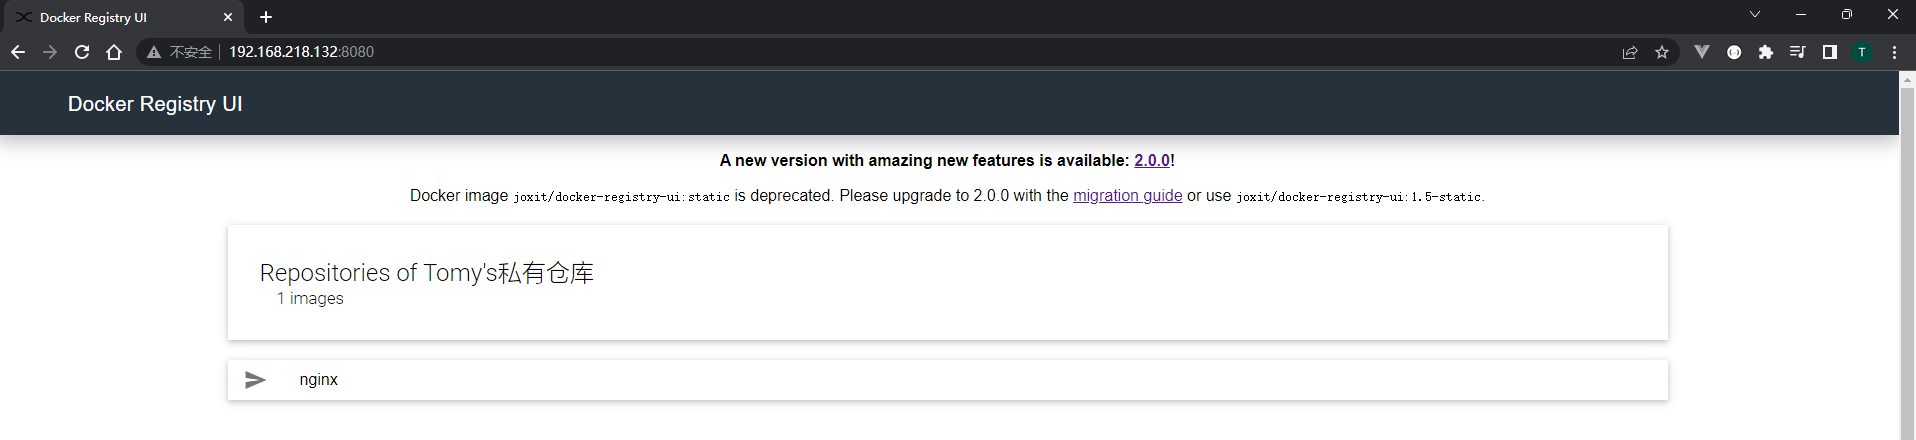 Docker Registry UI
不安全 192.168.218.132:8080
T
Docker Registry UI
A new version with amazing new features is available: 2.0.0!
Docker image joxit/docker-registry-ui:static is deprecated. Please upgrade to 2.0.0 with the migration guide or use joxit/docker-registry-ui:1.5-static.
Repositories of Tomy's私有仓库
1 images
nginx